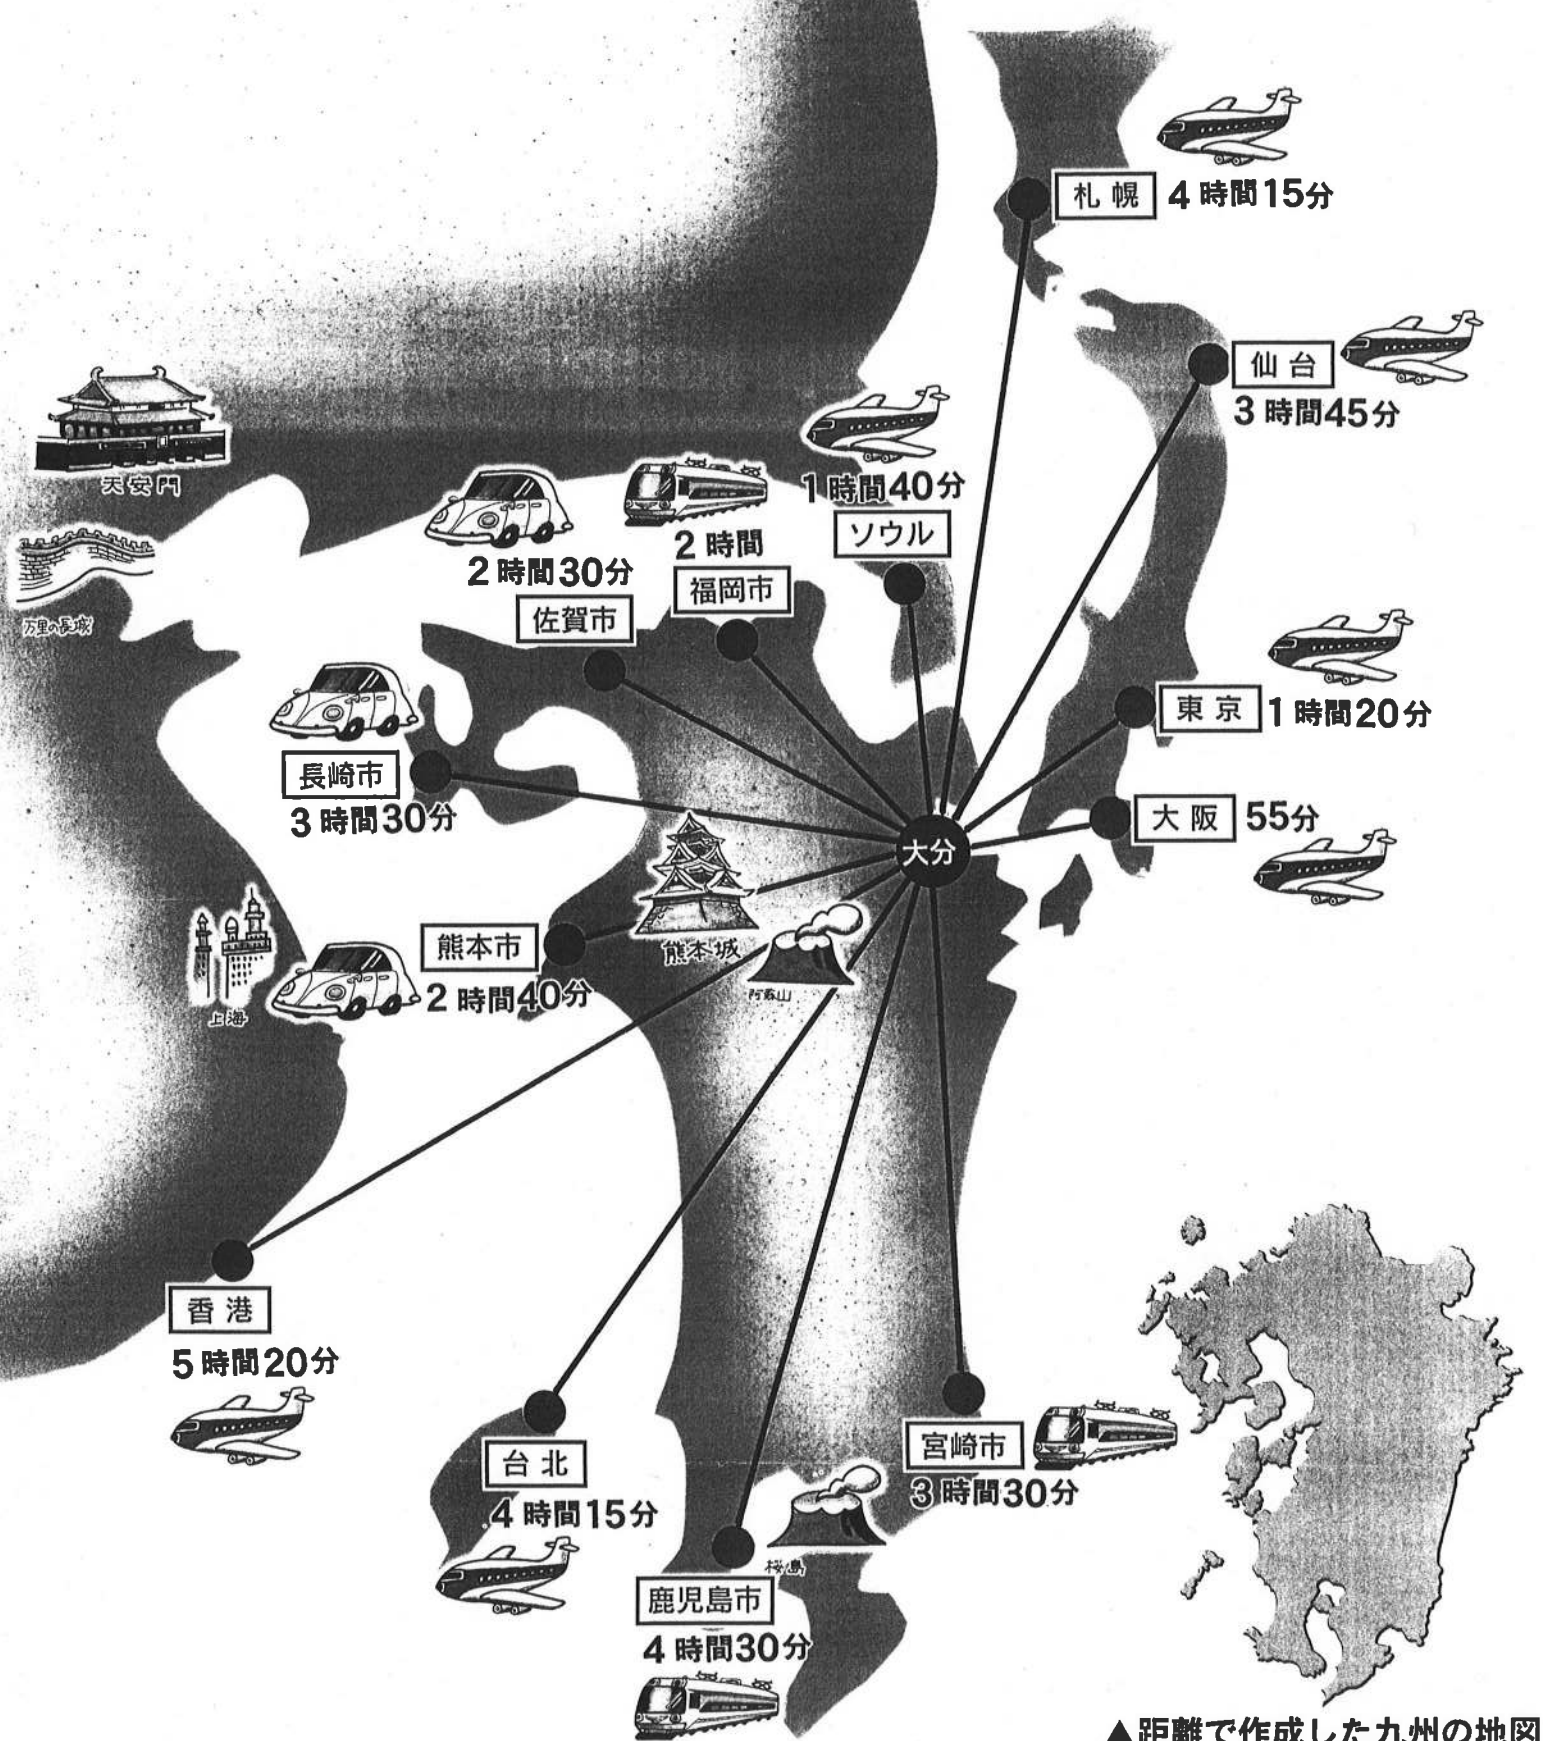 札幌
4時間15分
仙台
3時間45分
天安門
1時間40分
ソウル
2時間
福岡市
2時間30分
佐賀市
万里の長城
東京
1時間20分
長崎市
3時間30分
大阪
55分
大分
熊本市
2時間40分
熊本城
阿蘇山
上海
香港
5時間20分
台北
4時間15分
宮崎市
3時間30分
桜島
鹿児島市
4時間30分
▲距離で作成した九州の地図